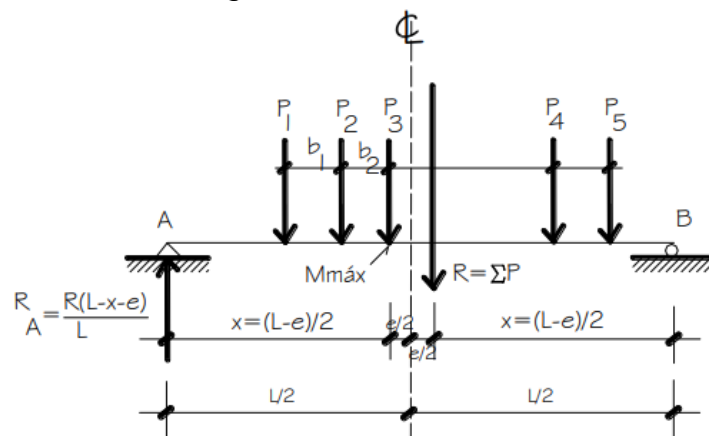 ℄
P1 P2 P3 P4 P5
b1 b2
A B
Mmáx R=ΣP
RA=R(L-x-e)/L
x=(L-e)/2 e/2 x=(L-e)/2
e/2
L/2 L/2